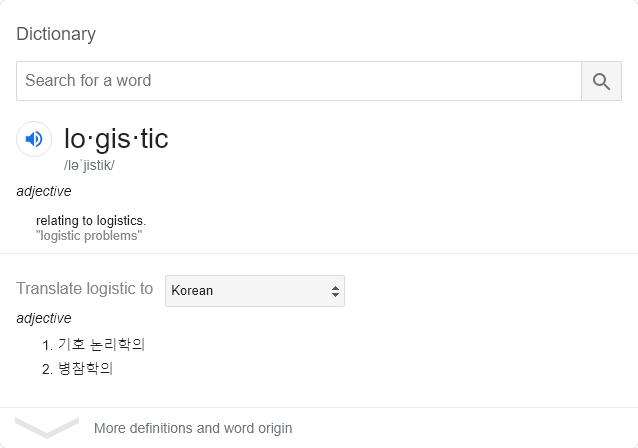 Dictionary
Search for a word
lo·gis·tic
/ləˈjistik/
adjective
relating to logistics.
"logistic problems"
Translate logistic to Korean
adjective
1. 기호 논리학의
2. 병참학의
More definitions and word origin